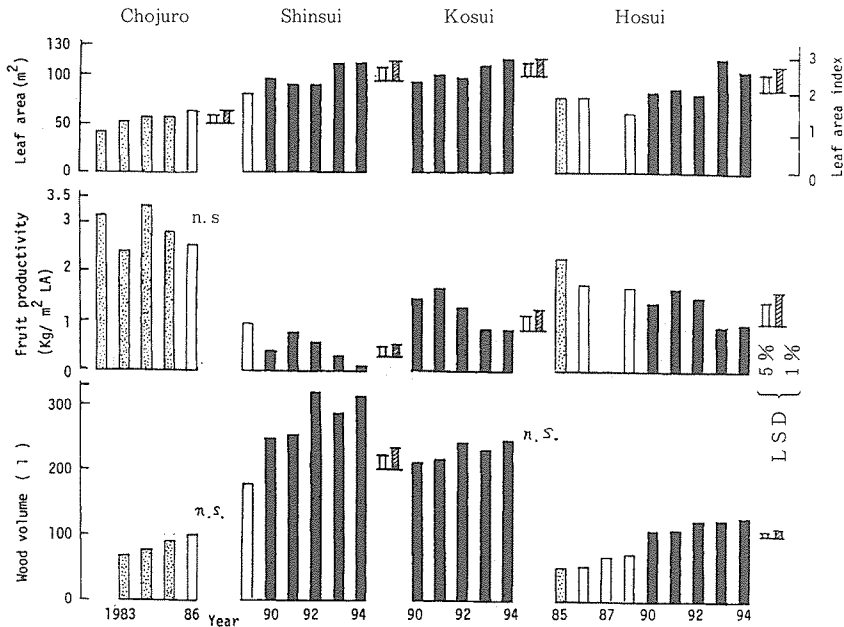 Chojuro Shinsui Kosui Hosui
Leaf area (m²)
130
100
50
0
3
2
1
0
Leaf area index
Fruit productivity
(Kg/ m² LA)
3.5
3
2
1
0
n.s
5%
1%
LSD
Wood volume ( l )
300
200
100
0
n.s.
n.s.
1983 86 90 92 94 90 92 94 85 87 90 92 94
Year